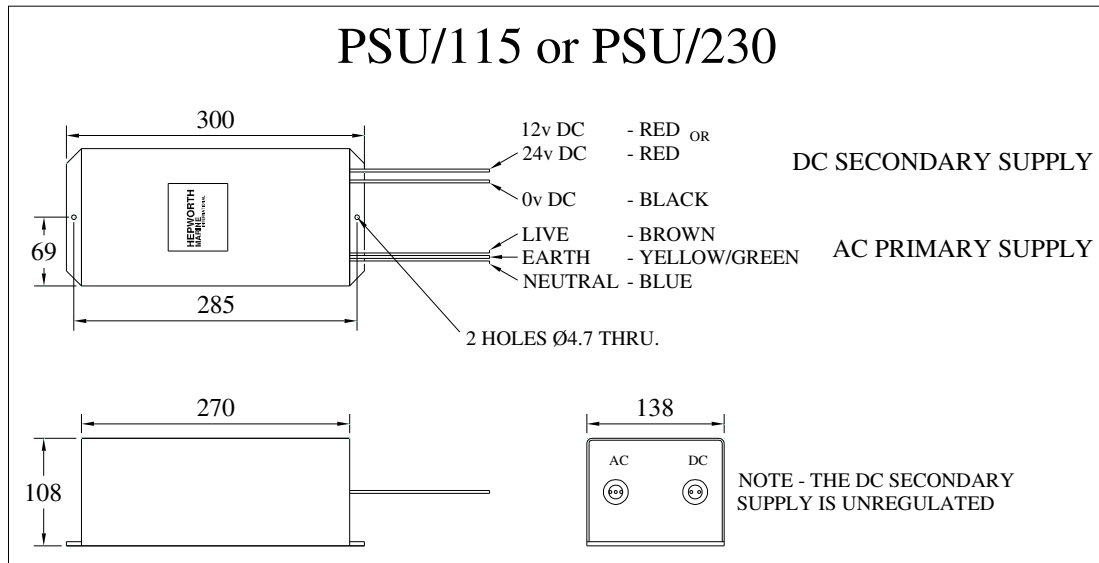 PSU/115 or PSU/230
300
12v DC - RED OR
24v DC - RED
DC SECONDARY SUPPLY
0v DC - BLACK
HEPWORTH
MARINE
INTERNATIONAL
69
LIVE - BROWN
EARTH - YELLOW/GREEN
AC PRIMARY SUPPLY
NEUTRAL - BLUE
285
2 HOLES Ø4.7 THRU.
270
138
108
AC
DC
NOTE - THE DC SECONDARY
SUPPLY IS UNREGULATED